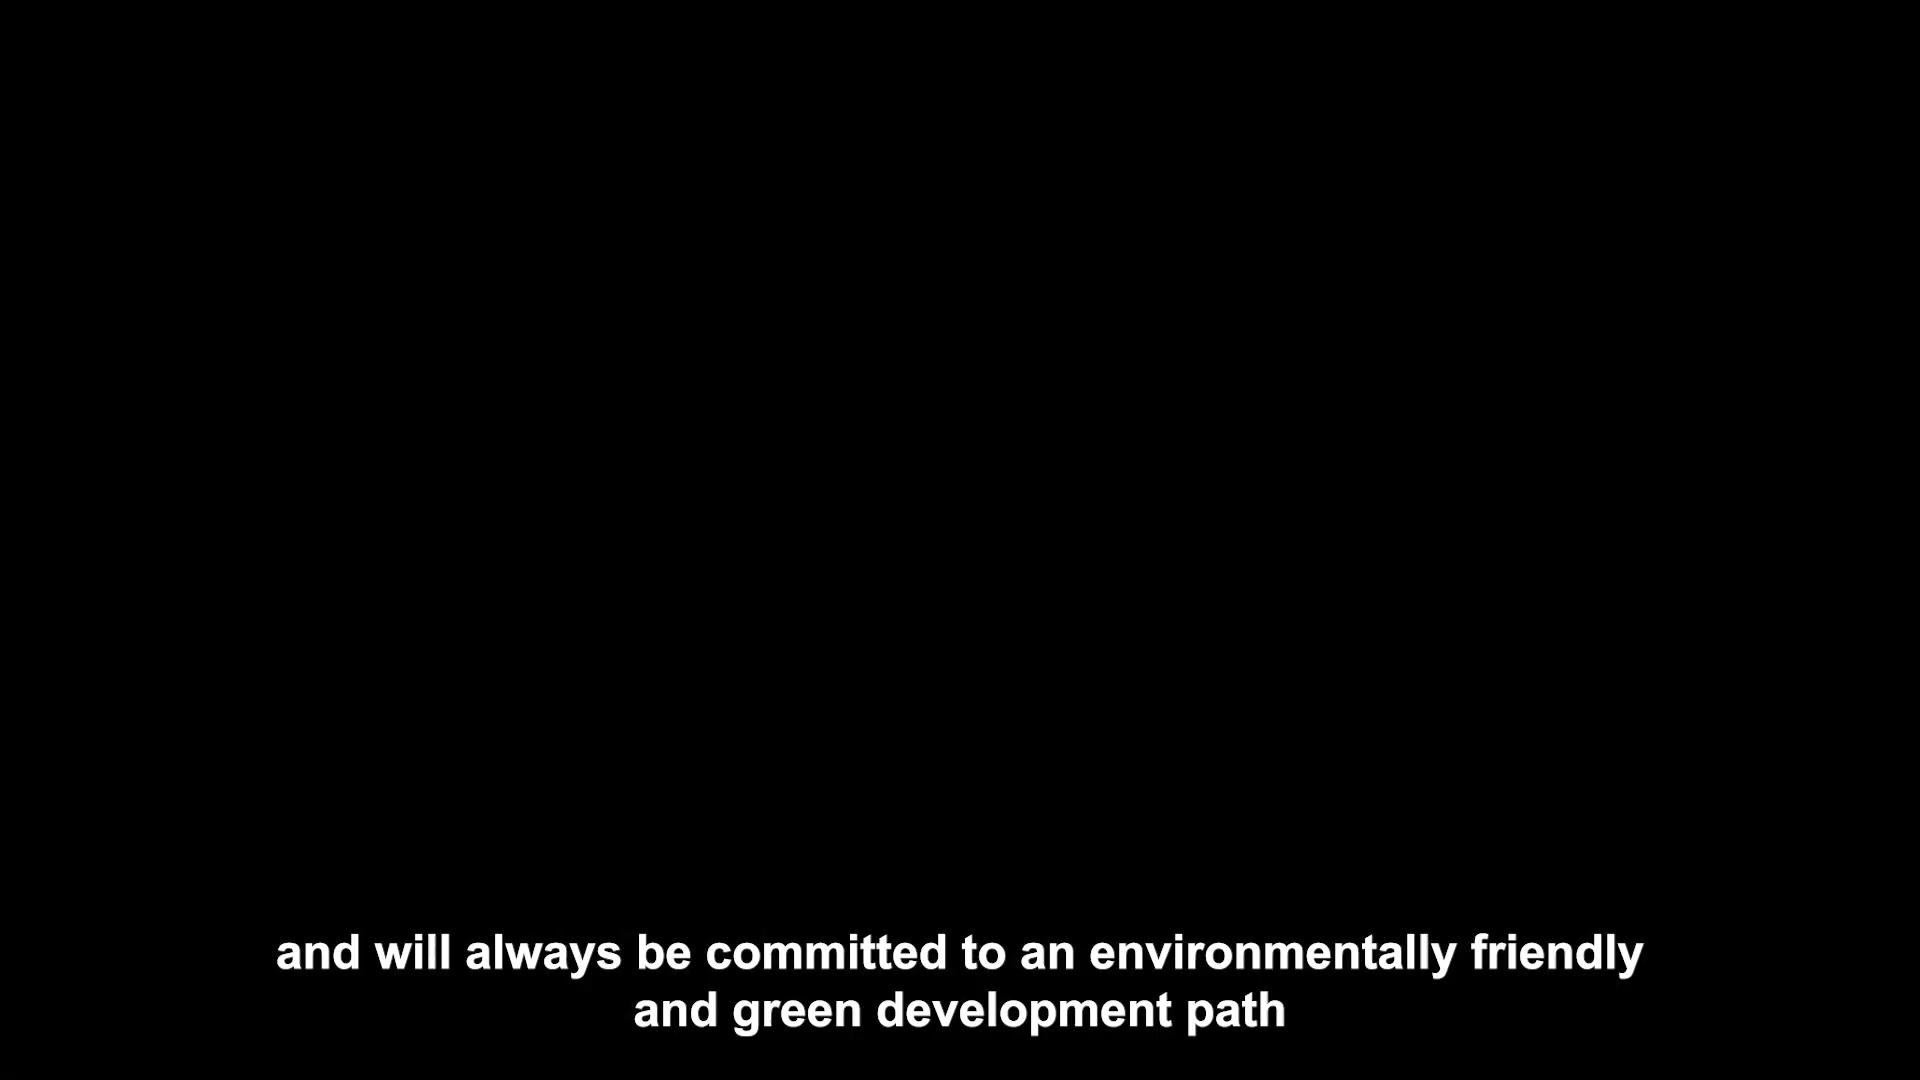 and will always be committed to an environmentally friendly
and green development path